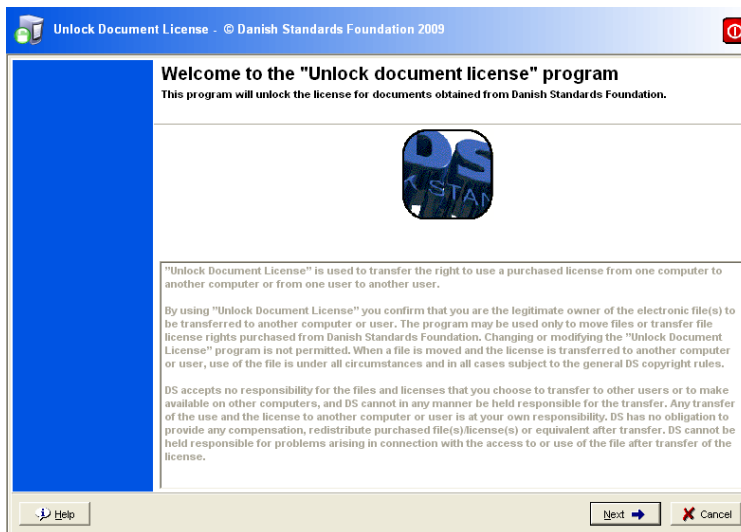 Unlock Document License - © Danish Standards Foundation 2009
Welcome to the "Unlock document license" program
This program will unlock the license for documents obtained from Danish Standards Foundation.
DS
K STAN
"Unlock Document License" is used to transfer the right to use a purchased license from one computer to
another computer or from one user to another user.
By using "Unlock Document License" you confirm that you are the legitimate owner of the electronic file(s) to
be transferred to another computer or user. The program may be used only to move files or transfer file
license rights purchased from Danish Standards Foundation. Changing or modifying the "Unlock Document
License" program is not permitted. When a file is moved and the license is transferred to another computer
or user, use of the file is under all circumstances and in all cases subject to the general DS copyright rules.
DS accepts no responsibility for the files and licenses that you choose to transfer to other users or to make
available on other computers, and DS cannot in any manner be held responsible for the transfer. Any transfer
of the use and the license to another computer or user is at your own responsibility. DS has no obligation to
provide any compensation, redistribute purchased file(s)/license(s) or equivalent after transfer. DS cannot be
held responsible for problems arising in connection with the access to or use of the file after transfer of the
license.
Help
Next
Cancel